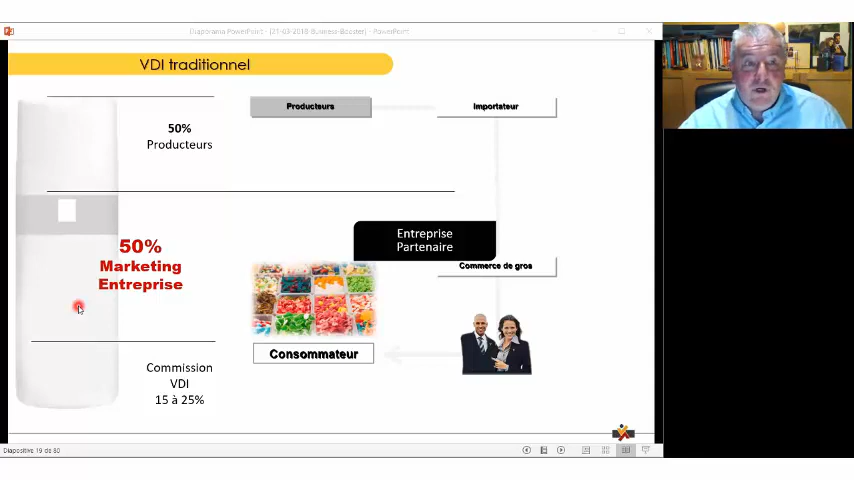 Diaporama PowerPoint - [21-03-2018-Business-Booster] - PowerPoint
VDI traditionnel
Producteurs
Importateur
50%
Producteurs
Entreprise
Partenaire
50%
Marketing
Entreprise
Commerce de gros
Consommateur
Commission
VDI
15 à 25%
Diapositive 19 de 80